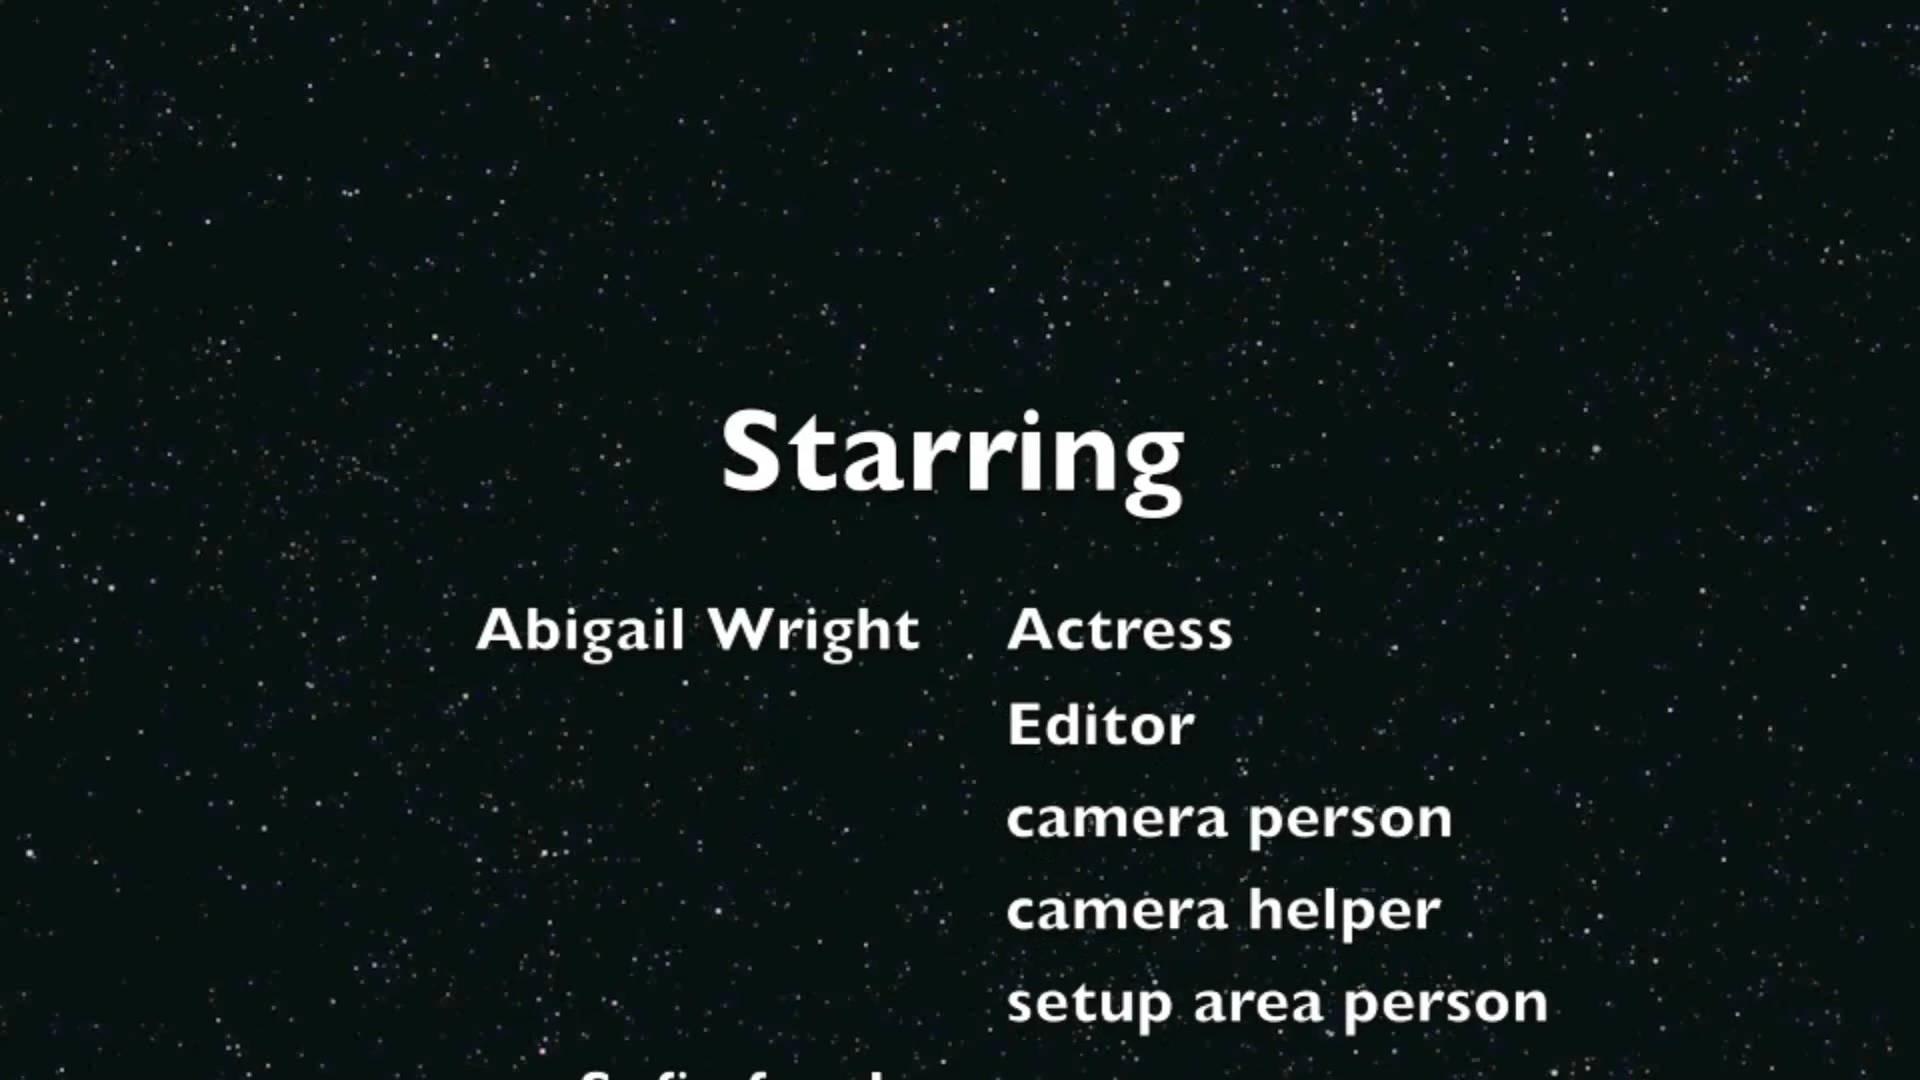 Starring
Abigail Wright Actress
Editor
camera person
camera helper
setup area person